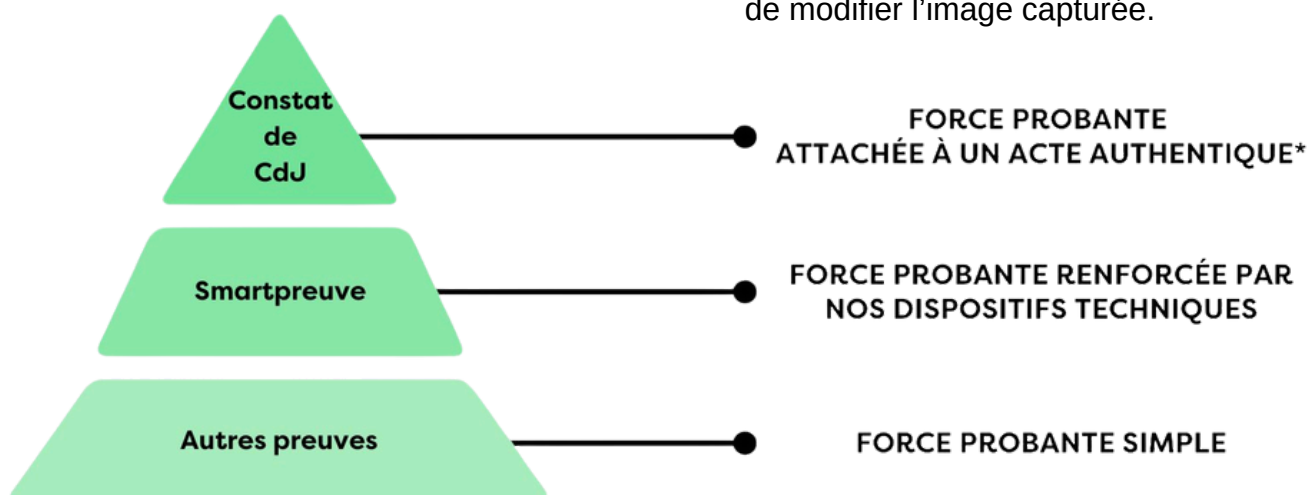 de modifier l’image capturée.
Constat
de
CdJ
FORCE PROBANTE
ATTACHÉE À UN ACTE AUTHENTIQUE*
Smartpreuve
FORCE PROBANTE RENFORCÉE PAR
NOS DISPOSITIFS TECHNIQUES
Autres preuves
FORCE PROBANTE SIMPLE